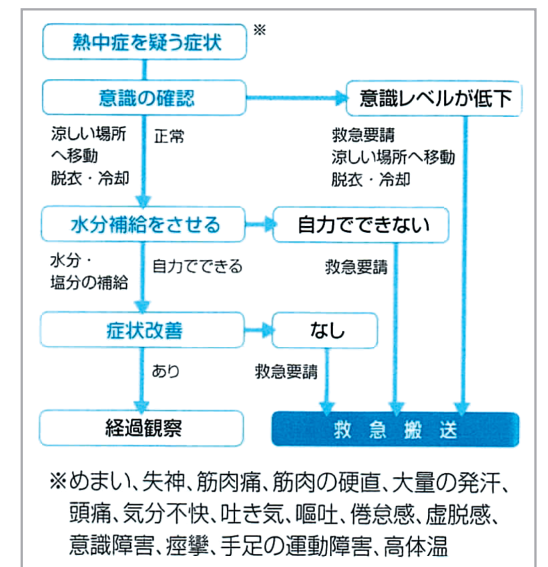 熱中症を疑う症状
※
意識の確認
意識レベルが低下
涼しい場所
へ移動
脱衣・冷却
正常
救急要請
涼しい場所へ移動
脱衣・冷却
水分補給をさせる
自力でできない
水分・
塩分の補給
自力でできる
救急要請
症状改善
なし
あり
救急要請
経過観察
救急搬送
※めまい、失神、筋肉痛、筋肉の硬直、大量の発汗、
頭痛、気分不快、吐き気、嘔吐、倦怠感、虚脱感、
意識障害、痙攣、手足の運動障害、高体温